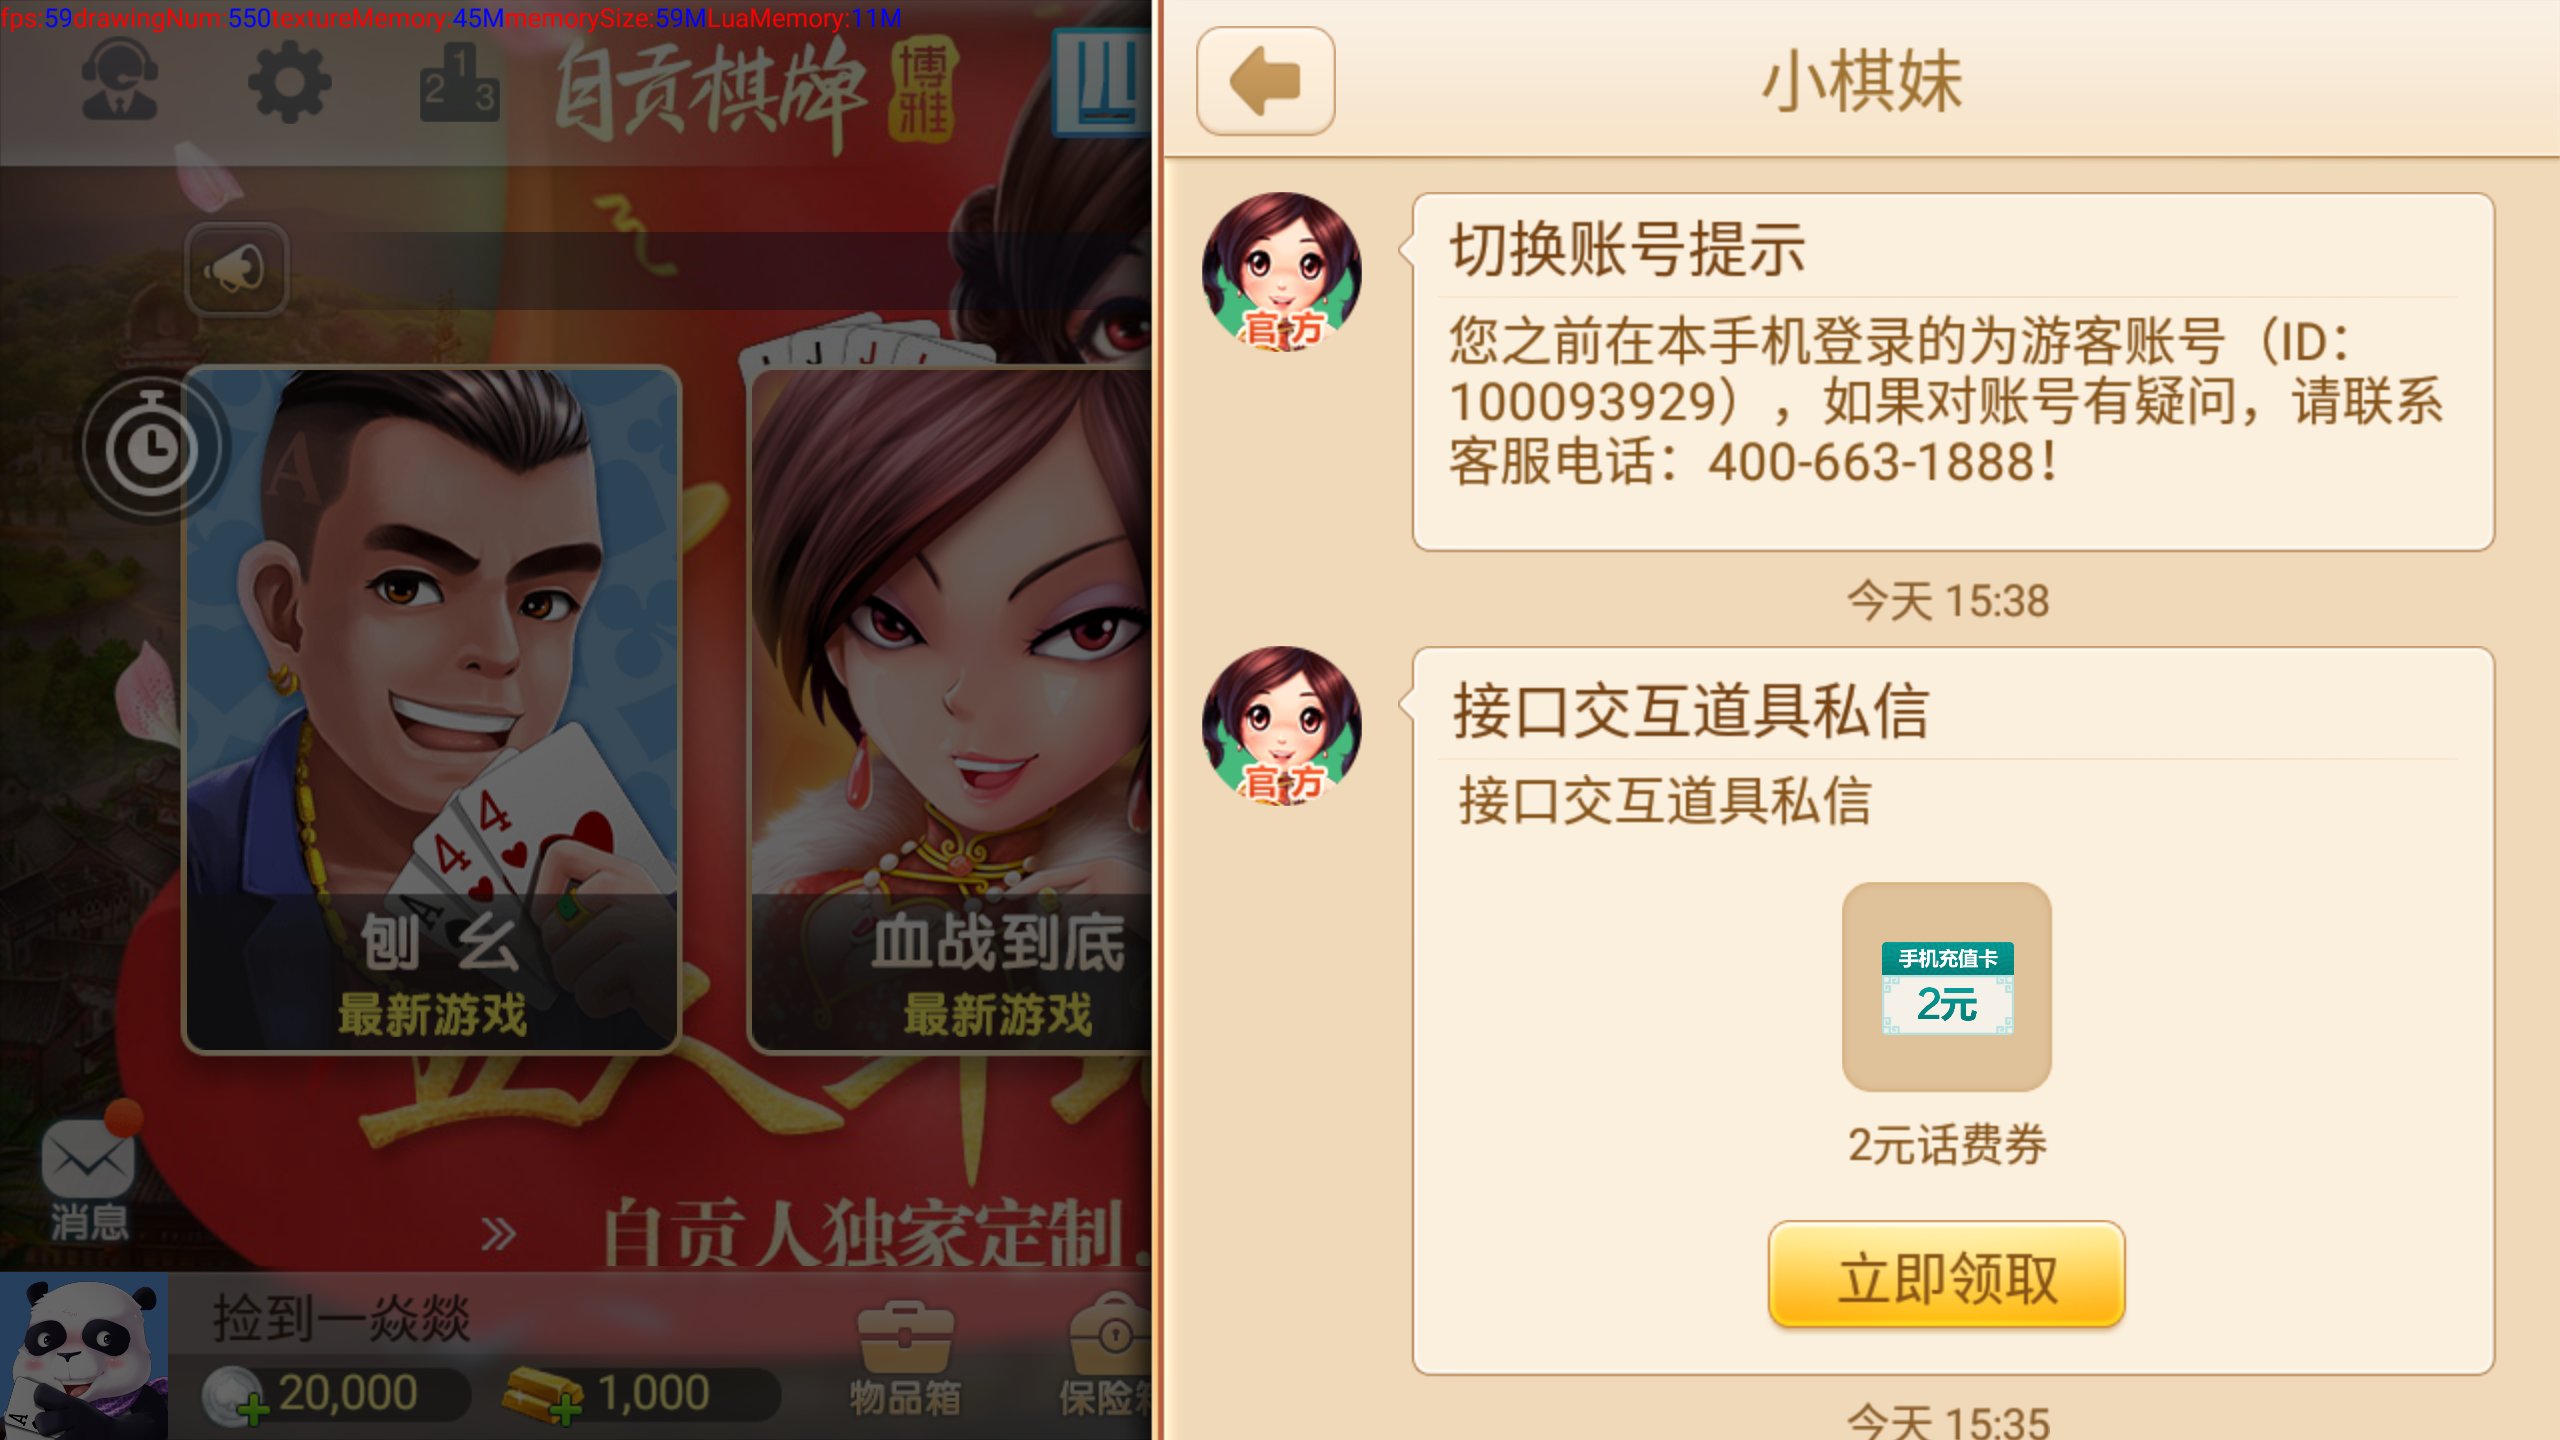 fps:59drawingNum 550textureMemory 45MmemorySize:59MLuaMemory:11M
1
2 3
自贡棋牌
博雅
小棋妹
切换账号提示
您之前在本手机登录的为游客账号（ID：
100093929），如果对账号有疑问，请联系
客服电话：400-663-1888！
官方
今天 15:38
接口交互道具私信
接口交互道具私信
官方
手机充值卡
2元
2元话费券
立即领取
今天 15:35
J J
A
4 4
A
刨幺
最新游戏
血战到底
最新游戏
消息
自贡人独家定制
捡到一焱燚
20,000
1,000
物品箱
保险
A